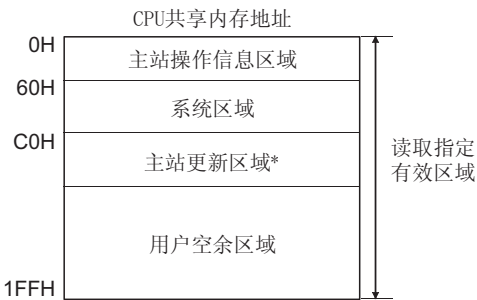 CPU共享内存地址
0H
主站操作信息区域
60H
系统区域
C0H
主站更新区域*
读取指定
有效区域
用户空余区域
1FFH